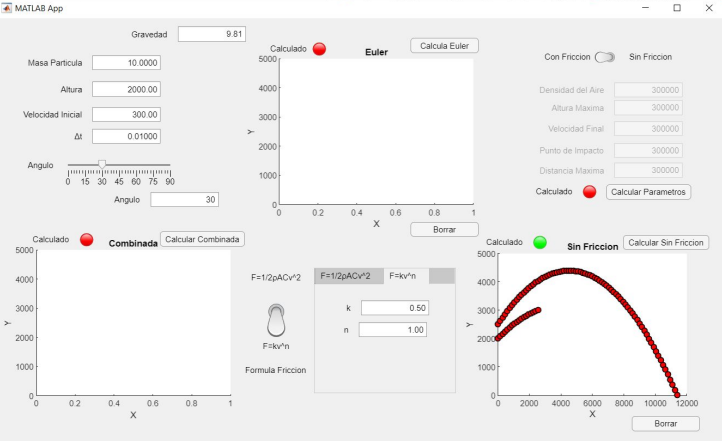 MATLAB App
Gravedad 9.81
Masa Particula 10.0000
Altura 2000.00
Velocidad Inicial 300.00
Δt 0.01000
Angulo
0 15 30 45 60 75 90
Angulo 30
Calculado Euler Calcula Euler
5000
4000
3000
2000
1000
0
Y
0 0.2 0.4 0.6 0.8 1
X
Borrar
Con Friccion Sin Friccion
Densidad del Aire 300000
Altura Maxima 300000
Velocidad Final 300000
Punto de Impacto 300000
Distancia Maxima 300000
Calculado Calcular Parametros
Calculado Combinada Calcular Combinada
5000
4000
3000
2000
1000
0
Y
0 0.2 0.4 0.6 0.8 1
X
F=1/2ρACv^2
F=kv^n
Formula Friccion
F=1/2ρACv^2 F=kv^n
k 0.50
n 1.00
Calculado Sin Friccion Calcular Sin Friccion
5000
4000
3000
2000
1000
0
Y
0 2000 4000 6000 8000 10000 12000
X
Borrar